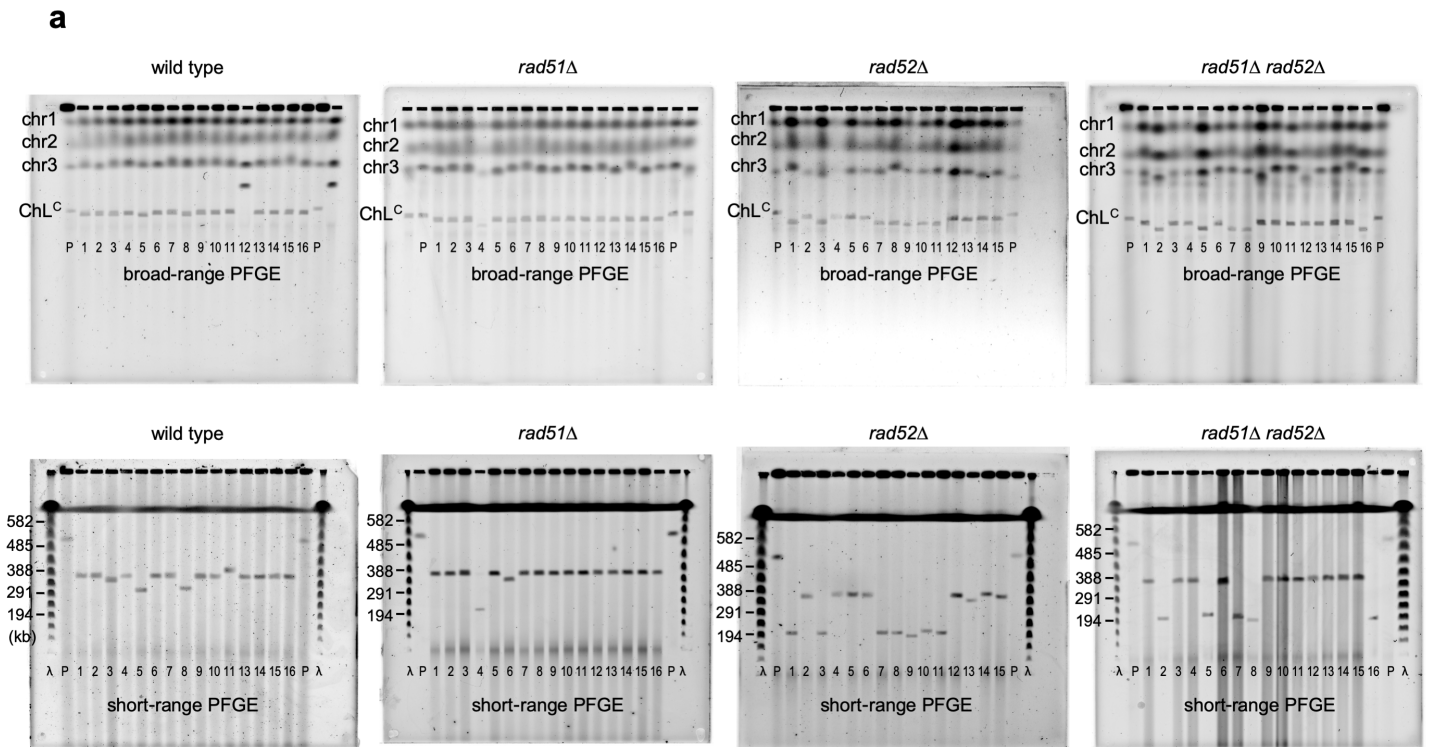 a
wild type
rad51Δ
rad52Δ
rad51Δ rad52Δ
chr1
chr2
chr3
ChLC
P 1 2 3 4 5 6 7 8 9 10 11 12 13 14 15 16 P
broad-range PFGE
chr1
chr2
chr3
ChLC
P 1 2 3 4 5 6 7 8 9 10 11 12 13 14 15 16 P
broad-range PFGE
chr1
chr2
chr3
ChLC
P 1 2 3 4 5 6 7 8 9 10 11 12 13 14 15 P
broad-range PFGE
chr1
chr2
chr3
ChLC
P 1 2 3 4 5 6 7 8 9 10 11 12 13 14 15 16 P
broad-range PFGE
wild type
rad51Δ
rad52Δ
rad51Δ rad52Δ
582
485
388
291
194
(kb)
λ P 1 2 3 4 5 6 7 8 9 10 11 12 13 14 15 16 P λ
short-range PFGE
582
485
388
291
194
λ P 1 2 3 4 5 6 7 8 9 10 11 12 13 14 15 16 P λ
short-range PFGE
582
485
388
291
194
λ P 1 2 3 4 5 6 7 8 9 10 11 12 13 14 15 P λ
short-range PFGE
582
485
388
291
194
λ P 1 2 3 4 5 6 7 8 9 10 11 12 13 14 15 16 P λ
short-range PFGE